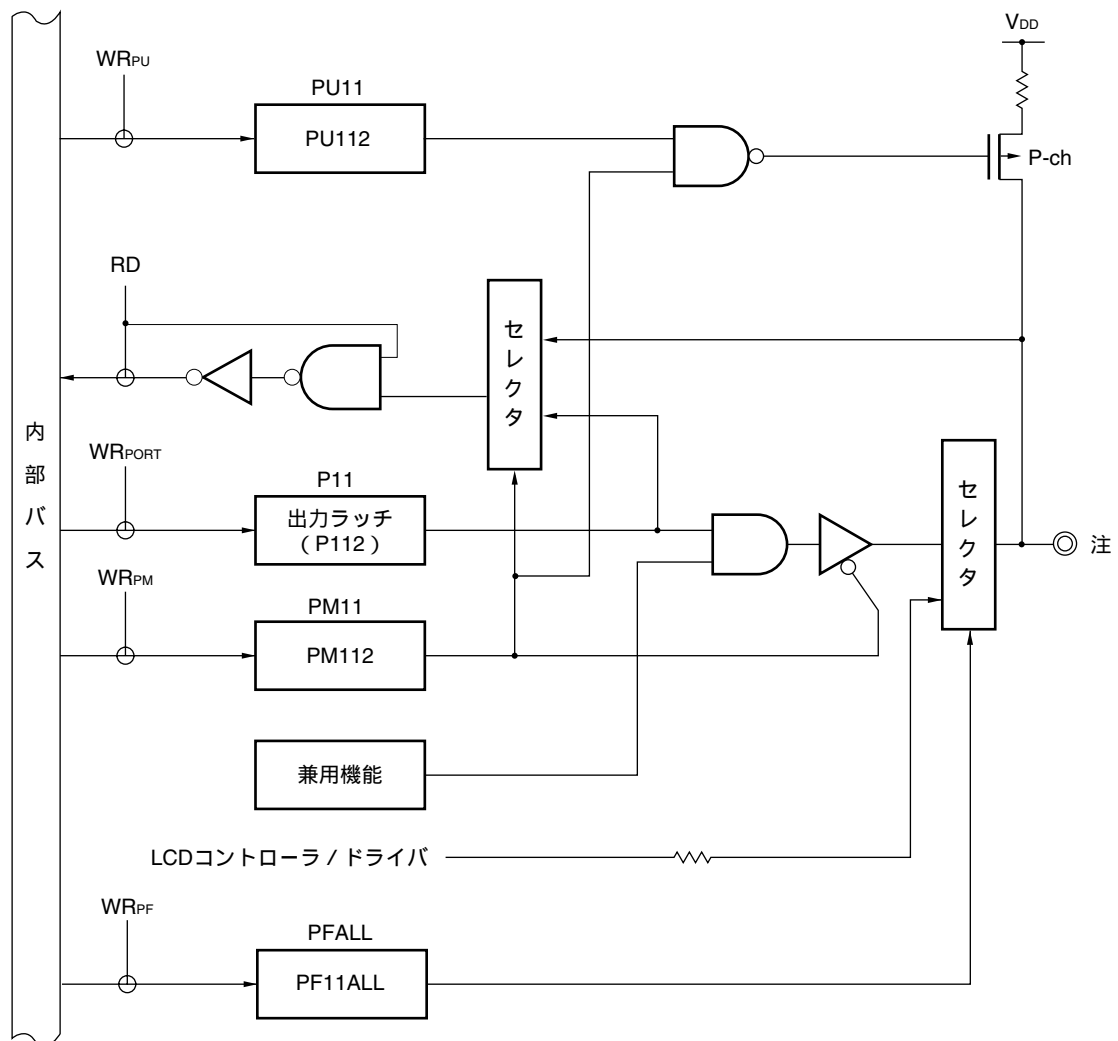 VDD
WRPU
PU11
PU112
P-ch
RD
セレクタ
内部バス
WRPORT
P11
出力ラッチ
(P112)
セレクタ
注
WRPM
PM11
PM112
兼用機能
LCDコントローラ/ドライバ
WRPF
PFALL
PF11ALL